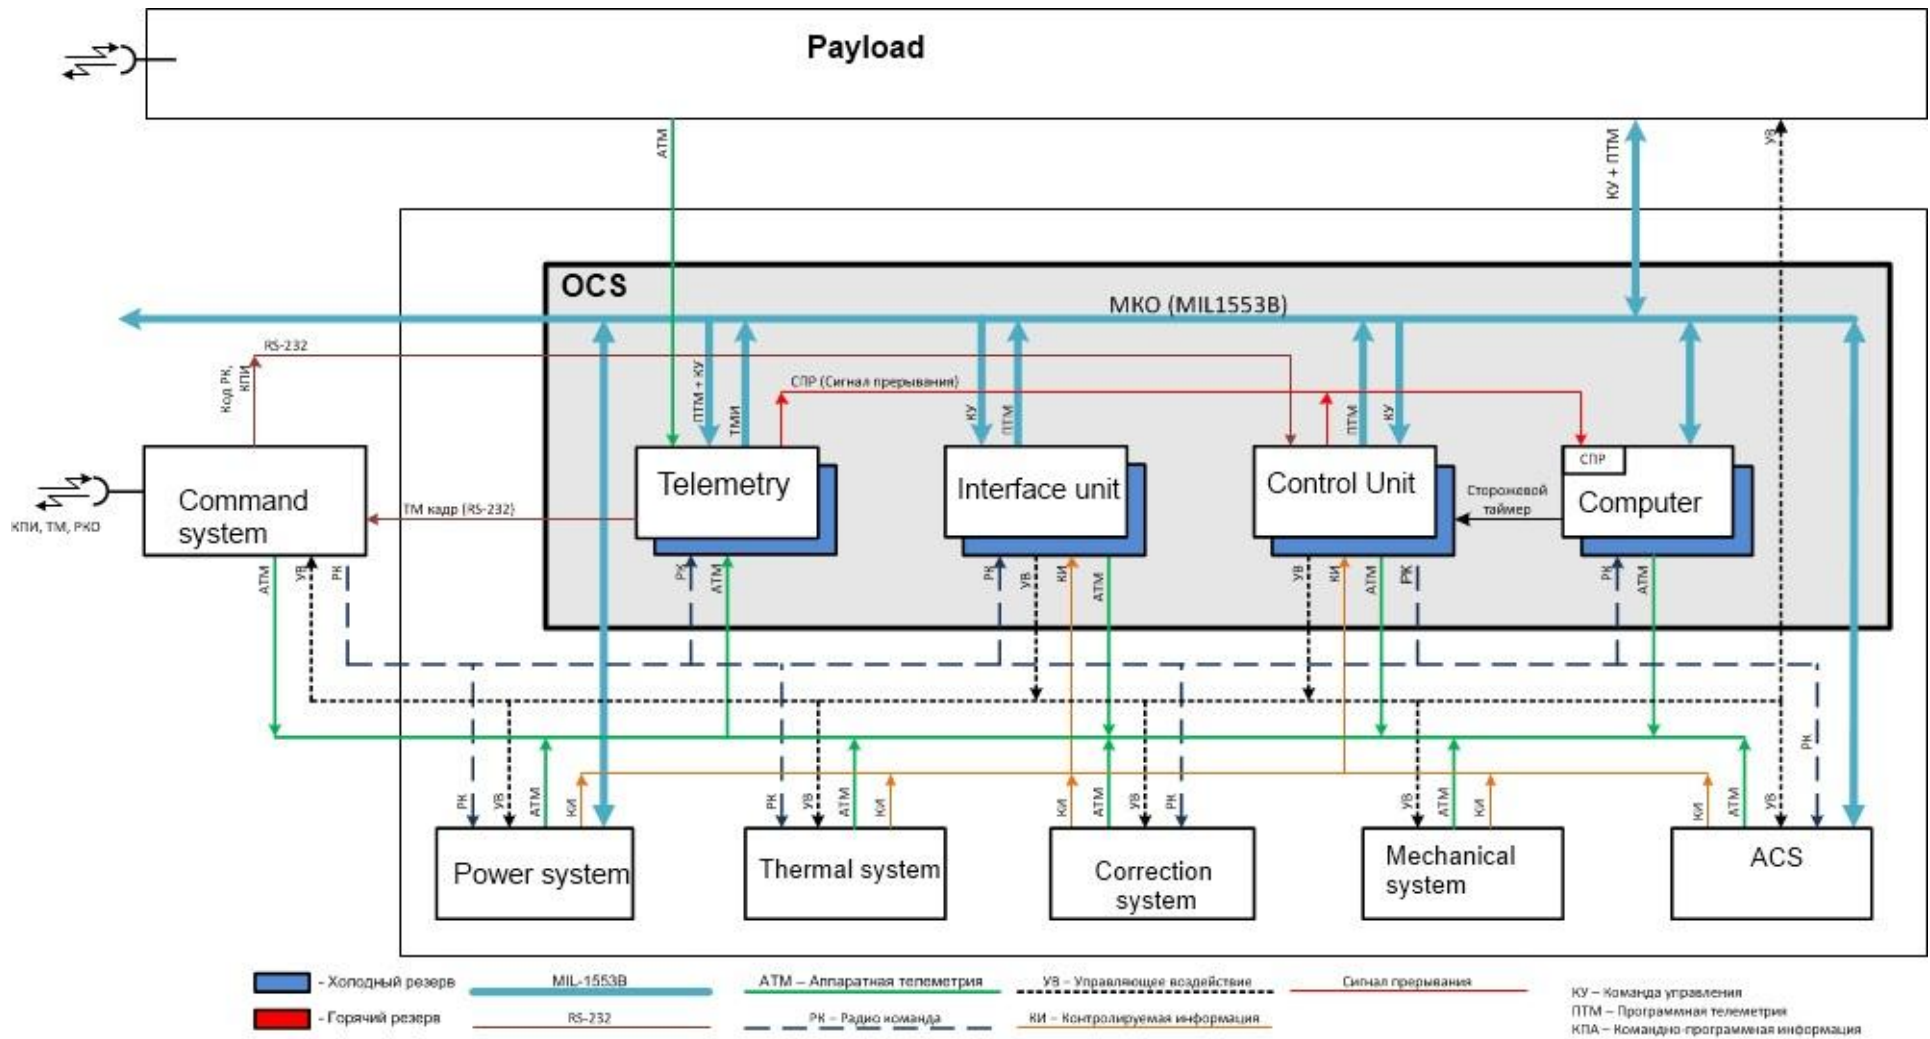 Payload
АТМ
КУ + ПТМ
УВ
OCS
МКО (MIL1553B)
RS-232
Код РК,
КПИ
ПТМ + КУ
ТМИ
СПР (Сигнал прерывания)
КУ
ПТМ
ПТМ
КУ
Command
system
КПИ, ТМ, РКО
ТМ кадр (RS-232)
Telemetry
Interface unit
Control Unit
Сторожевой
таймер
СПР
Computer
АТМ
УВ
РК
РК
АТМ
РК
УВ
КИ
АТМ
УВ
КИ
АТМ
РК
РК
АТМ
РК
УВ
АТМ
КИ
РК
УВ
АТМ
КИ
КИ
АТМ
УВ
РК
УВ
АТМ
КИ
КИ
АТМ
УВ
РК
Power system
Thermal system
Correction
system
Mechanical
system
ACS
- Холодный резерв
MIL-1553B
АТМ – Аппаратная телеметрия
УВ – Управляющее воздействие
Сигнал прерывания
- Горячий резерв
RS-232
РК – Радио команда
КИ – Контролируемая информация
КУ – Команда управления
ПТМ – Программная телеметрия
КПА – Командно-программная информация